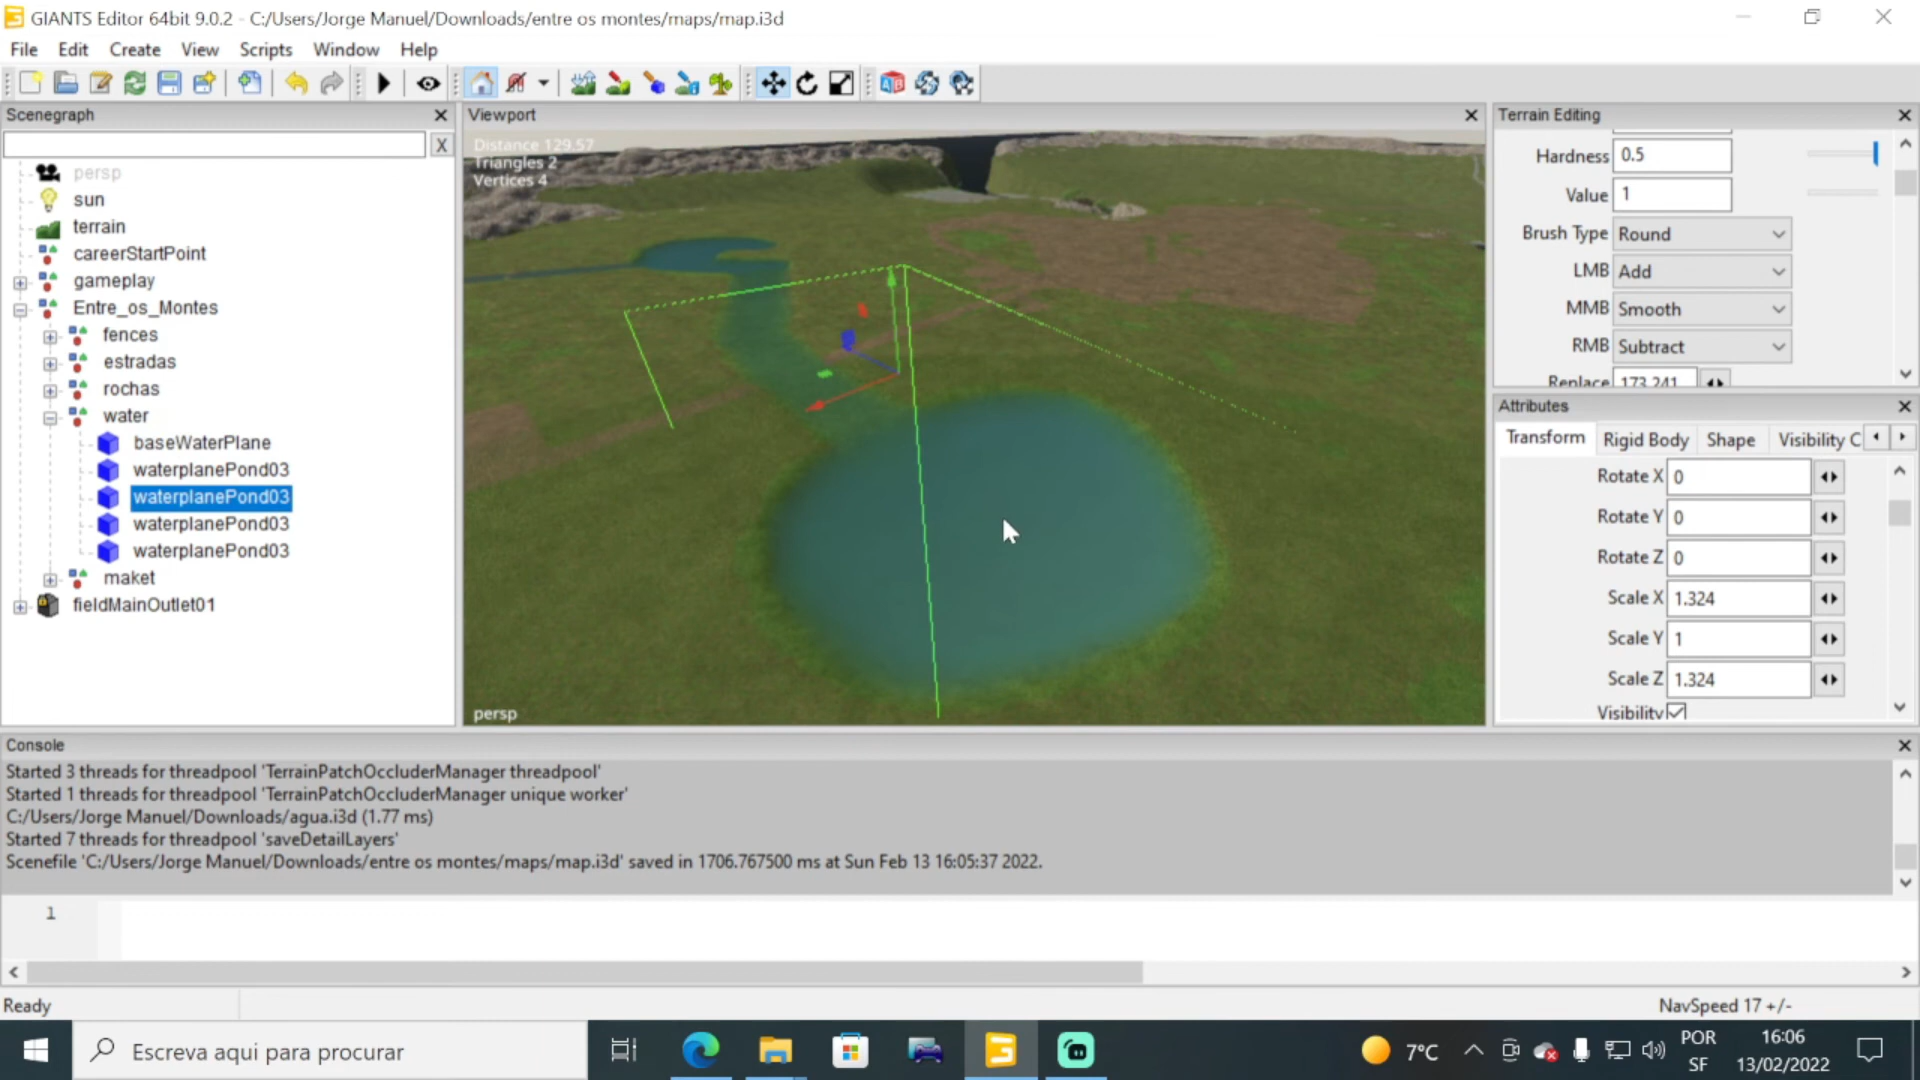 GIANTS Editor 64bit 9.0.2 - C:/Users/Jorge Manuel/Downloads/entre os montes/maps/map.i3d
File Edit Create View Scripts Window Help
Scenegraph
X
persp
sun
terrain
careerStartPoint
gameplay
Entre_os_Montes
fences
estradas
rochas
water
baseWaterPlane
waterplanePond03
waterplanePond03
waterplanePond03
waterplanePond03
maket
fieldMainOutlet01
Viewport
Distance 129.57
Triangles 2
Vertices 4
persp
Terrain Editing
Hardness 0.5
Value 1
Brush Type Round
LMB Add
MMB Smooth
RMB Subtract
Replace 173.241
Attributes
Transform Rigid Body Shape Visibility C
Rotate X 0
Rotate Y 0
Rotate Z 0
Scale X 1.324
Scale Y 1
Scale Z 1.324
Visibility
Console
Started 3 threads for threadpool 'TerrainPatchOccluderManager threadpool'
Started 1 threads for threadpool 'TerrainPatchOccluderManager unique worker'
C:/Users/Jorge Manuel/Downloads/agua.i3d (1.77 ms)
Started 7 threads for threadpool 'saveDetailLayers'
Scenefile 'C:/Users/Jorge Manuel/Downloads/entre os montes/maps/map.i3d' saved in 1706.767500 ms at Sun Feb 13 16:05:37 2022.
1
Ready
NavSpeed 17 +/-
Escreva aqui para procurar
7°C
POR
SF
16:06
13/02/2022